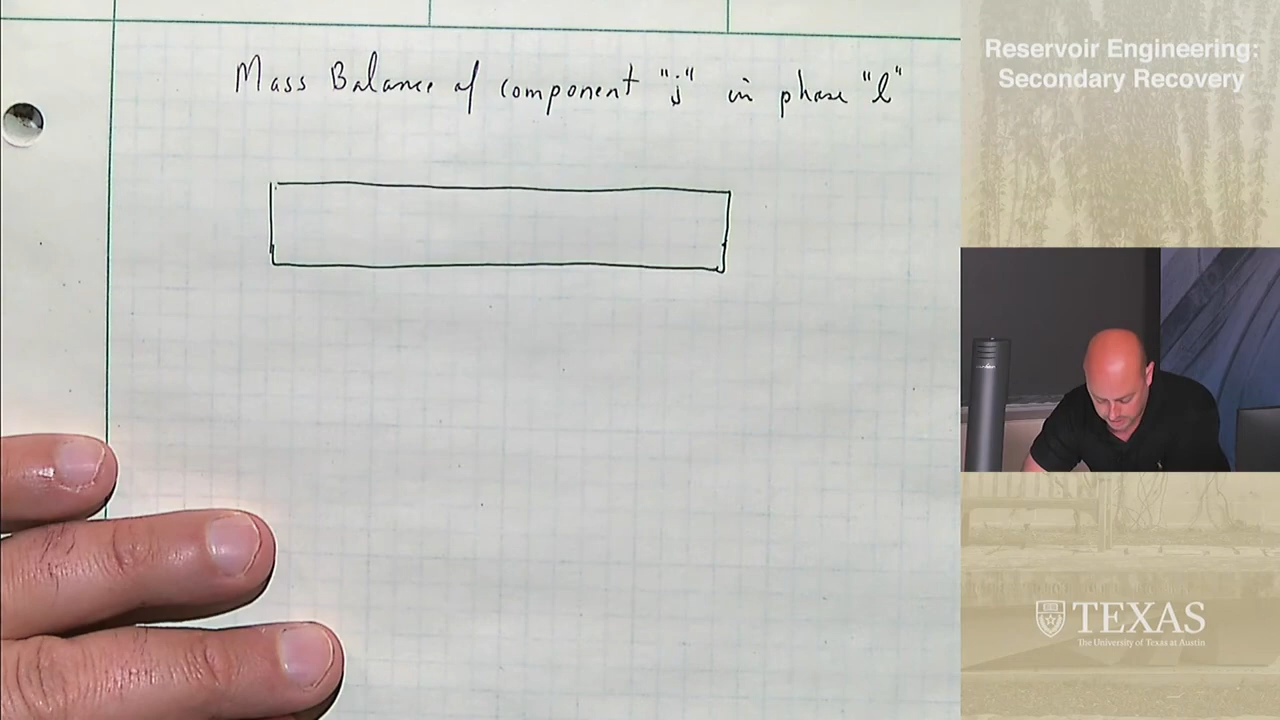 Mass Balance of component "j" in phase "l"
Reservoir Engineering:
Secondary Recovery
TEXAS
The University of Texas at Austin